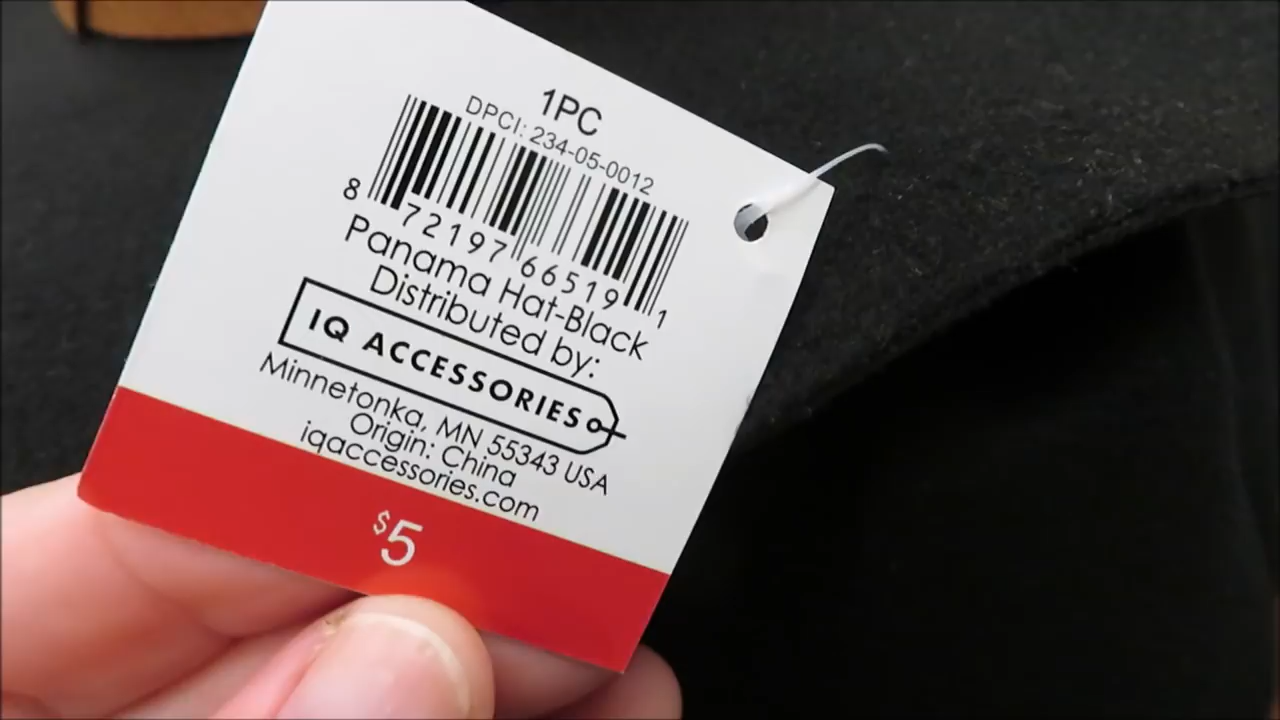 1PC
DPCI: 234-05-0012
8 72197 66519 1
Panama Hat-Black
Distributed by:
IQ ACCESSORIES
Minnetonka, MN 55343 USA
Origin: China
iqaccessories.com
$5